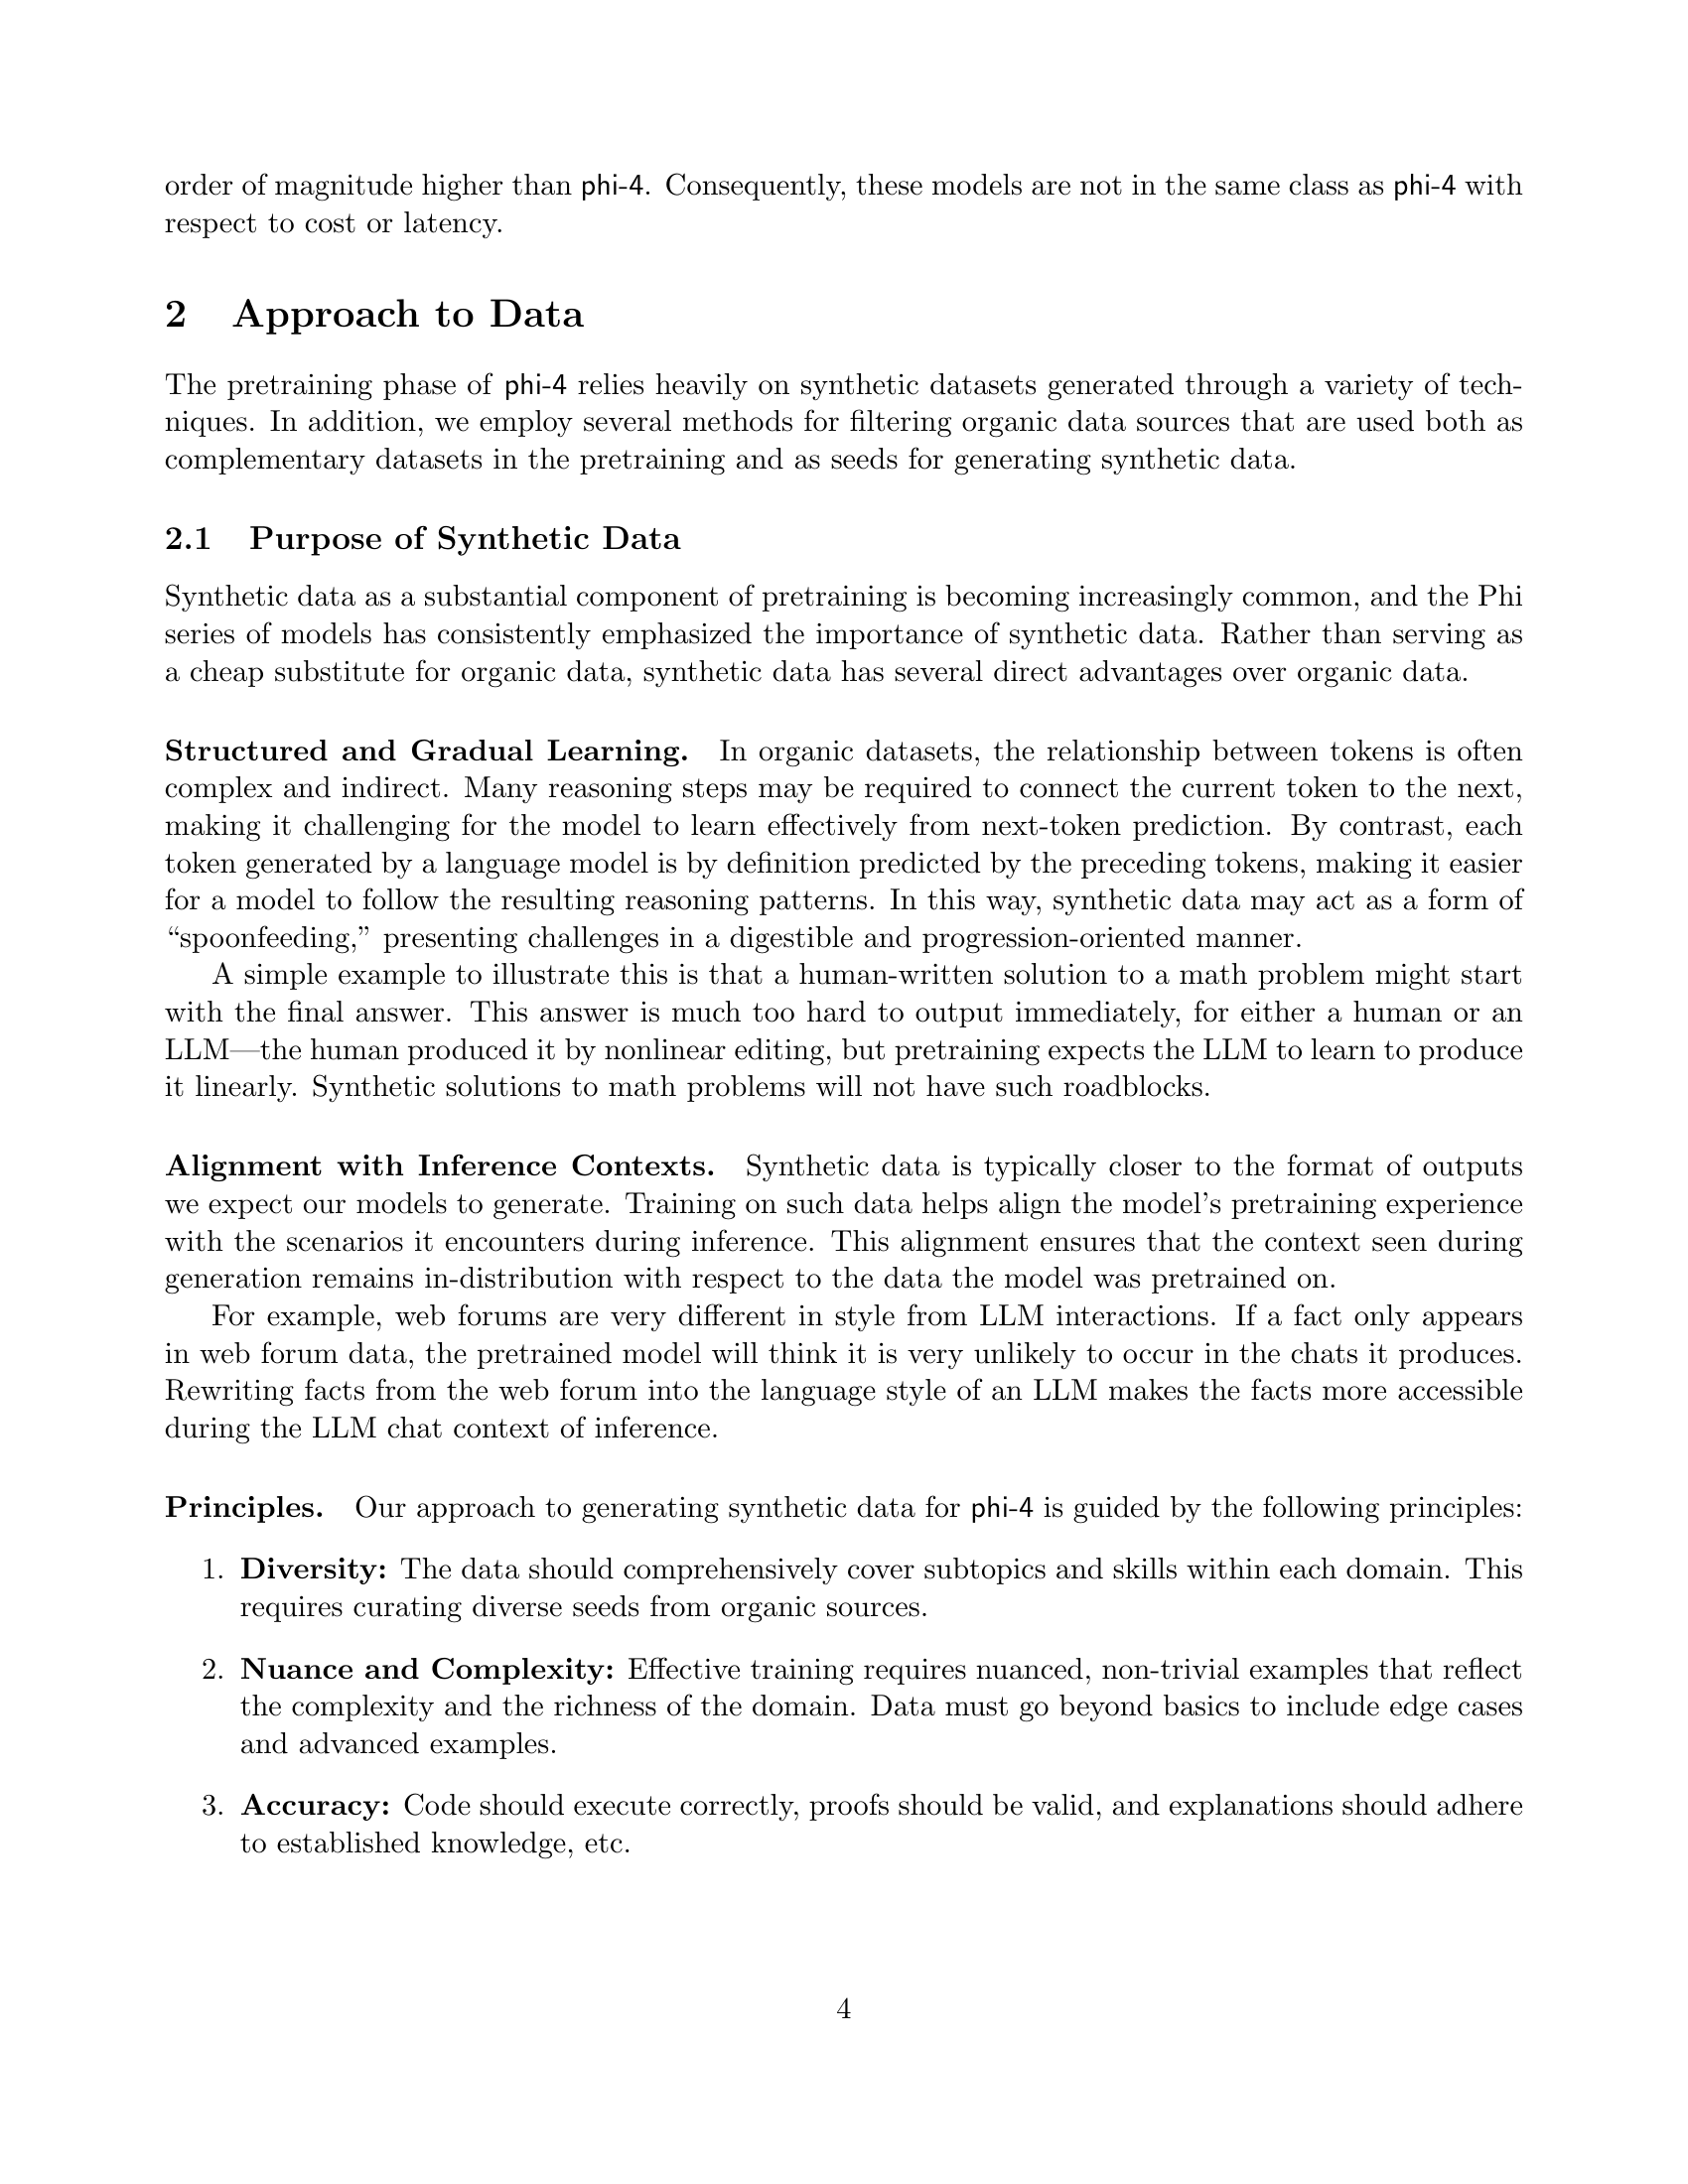 order of magnitude higher than phi-4. Consequently, these models are not in the same class as phi-4 with
respect to cost or latency.
2 Approach to Data
The pretraining phase of phi-4 relies heavily on synthetic datasets generated through a variety of tech-
niques. In addition, we employ several methods for filtering organic data sources that are used both as
complementary datasets in the pretraining and as seeds for generating synthetic data.
2.1 Purpose of Synthetic Data
Synthetic data as a substantial component of pretraining is becoming increasingly common, and the Phi
series of models has consistently emphasized the importance of synthetic data. Rather than serving as
a cheap substitute for organic data, synthetic data has several direct advantages over organic data.
Structured and Gradual Learning. In organic datasets, the relationship between tokens is often
complex and indirect. Many reasoning steps may be required to connect the current token to the next,
making it challenging for the model to learn effectively from next-token prediction. By contrast, each
token generated by a language model is by definition predicted by the preceding tokens, making it easier
for a model to follow the resulting reasoning patterns. In this way, synthetic data may act as a form of
“spoonfeeding,” presenting challenges in a digestible and progression-oriented manner.
A simple example to illustrate this is that a human-written solution to a math problem might start
with the final answer. This answer is much too hard to output immediately, for either a human or an
LLM—the human produced it by nonlinear editing, but pretraining expects the LLM to learn to produce
it linearly. Synthetic solutions to math problems will not have such roadblocks.
Alignment with Inference Contexts. Synthetic data is typically closer to the format of outputs
we expect our models to generate. Training on such data helps align the model’s pretraining experience
with the scenarios it encounters during inference. This alignment ensures that the context seen during
generation remains in-distribution with respect to the data the model was pretrained on.
For example, web forums are very different in style from LLM interactions. If a fact only appears
in web forum data, the pretrained model will think it is very unlikely to occur in the chats it produces.
Rewriting facts from the web forum into the language style of an LLM makes the facts more accessible
during the LLM chat context of inference.
Principles. Our approach to generating synthetic data for phi-4 is guided by the following principles:
1. Diversity: The data should comprehensively cover subtopics and skills within each domain. This
requires curating diverse seeds from organic sources.
2. Nuance and Complexity: Effective training requires nuanced, non-trivial examples that reflect
the complexity and the richness of the domain. Data must go beyond basics to include edge cases
and advanced examples.
3. Accuracy: Code should execute correctly, proofs should be valid, and explanations should adhere
to established knowledge, etc.
4